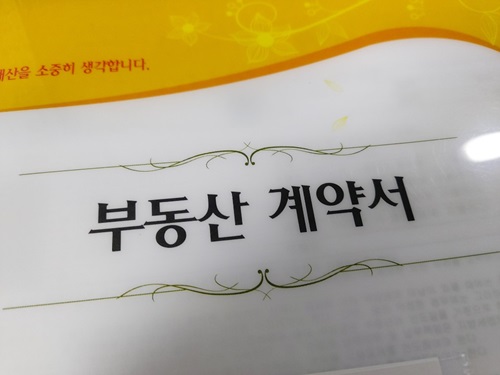 재산을 소중히 생각합니다.
부동산 계약서